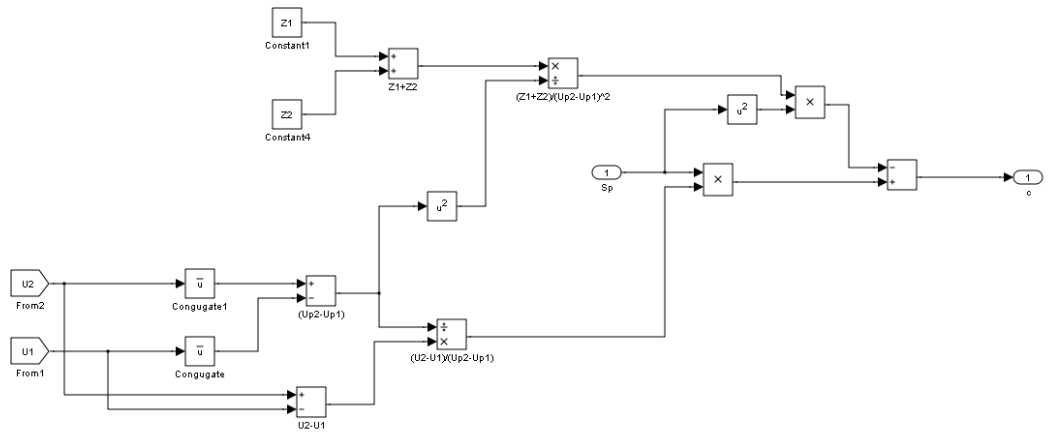 Z1
Constant1
+
+
Z1+Z2
×
÷
(Z1+Z2)/(Up2-Up1)^2
Z2
Constant4
u2
×
1
Sp
×
−
+
1
c
u2
U2
From2
u
Congugate1
+
−
(Up2-Up1)
U1
From1
u
Congugate
÷
×
(U2-U1)/(Up2-Up1)
+
−
U2-U1